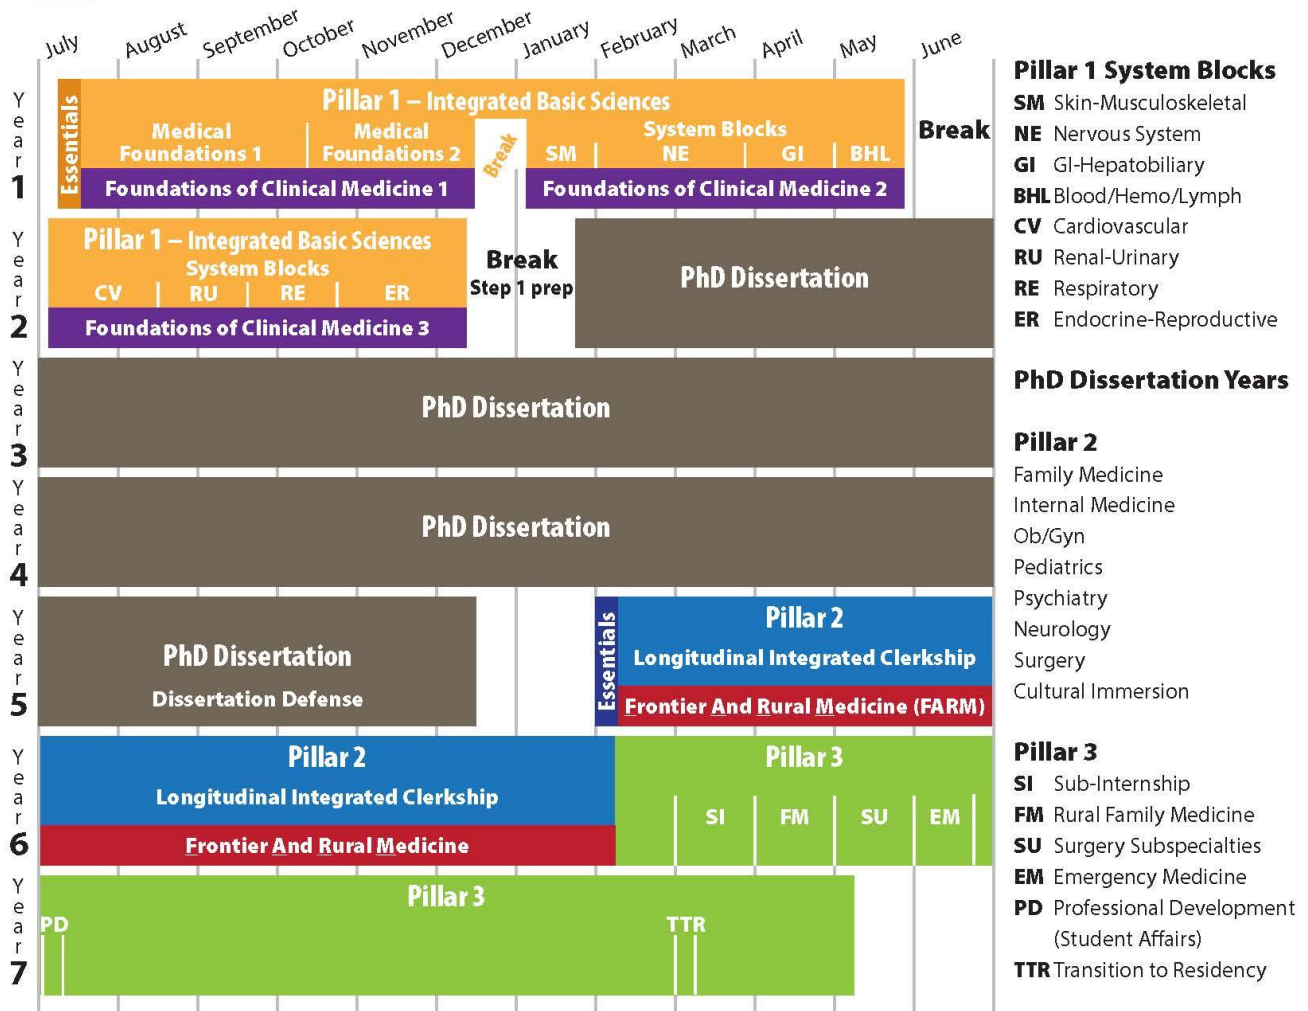 July August September October November December January February March April May June
Year 1
Essentials
Pillar 1 – Integrated Basic Sciences
Medical Foundations 1
Medical Foundations 2
Break
System Blocks
SM NE GI BHL
Foundations of Clinical Medicine 1
Foundations of Clinical Medicine 2
Break
Year 2
Pillar 1 – Integrated Basic Sciences
System Blocks
CV RU RE ER
Foundations of Clinical Medicine 3
Break
Step 1 prep
PhD Dissertation
Year 3
PhD Dissertation
Year 4
PhD Dissertation
Year 5
PhD Dissertation
Dissertation Defense
Essentials
Pillar 2
Longitudinal Integrated Clerkship
Frontier And Rural Medicine (FARM)
Year 6
Pillar 2
Longitudinal Integrated Clerkship
Frontier And Rural Medicine
Pillar 3
SI FM SU EM
Year 7
Pillar 3
PD
TTR
Pillar 1 System Blocks
SM Skin-Musculoskeletal
NE Nervous System
GI GI-Hepatobiliary
BHL Blood/Hemo/Lymph
CV Cardiovascular
RU Renal-Urinary
RE Respiratory
ER Endocrine-Reproductive
PhD Dissertation Years
Pillar 2
Family Medicine
Internal Medicine
Ob/Gyn
Pediatrics
Psychiatry
Neurology
Surgery
Cultural Immersion
Pillar 3
SI Sub-Internship
FM Rural Family Medicine
SU Surgery Subspecialties
EM Emergency Medicine
PD Professional Development
(Student Affairs)
TTR Transition to Residency